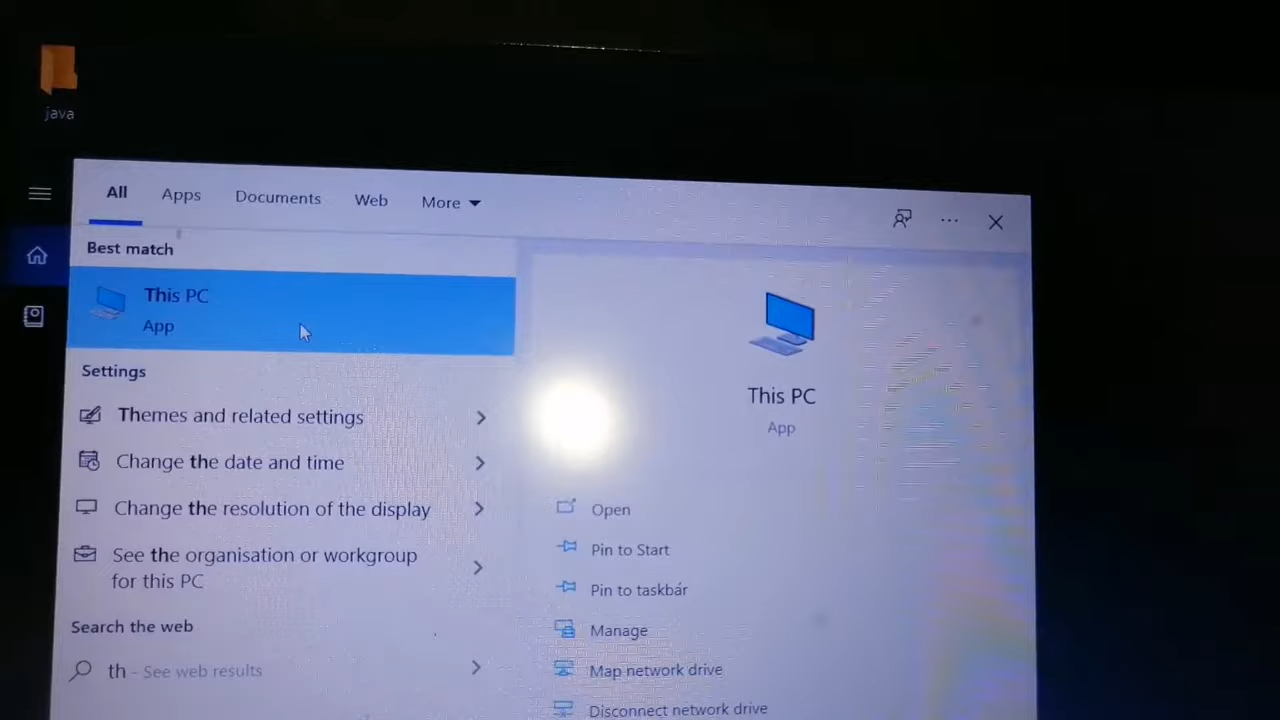 java
All Apps Documents Web More
Best match
This PC
App
Settings
Themes and related settings
Change the date and time
Change the resolution of the display
See the organisation or workgroup
for this PC
Search the web
th - See web results
This PC
App
Open
Pin to Start
Pin to taskbar
Manage
Map network drive
Disconnect network drive